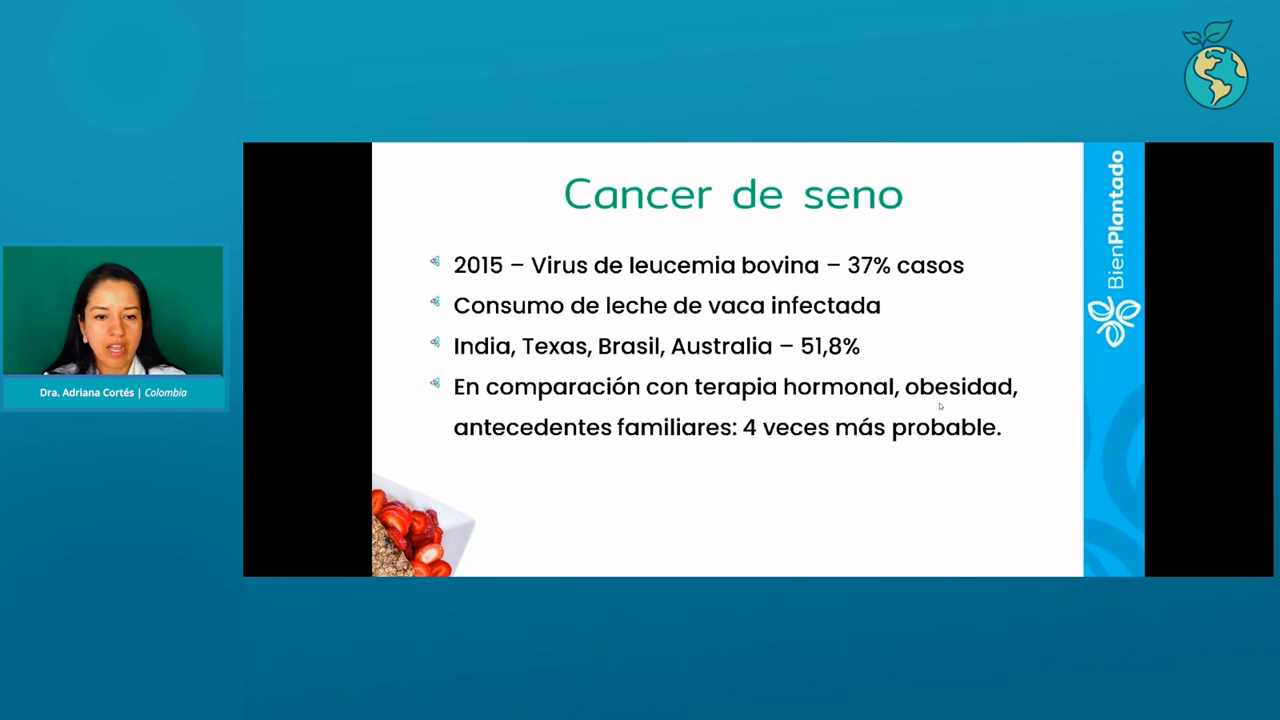 Cancer de seno
2015 – Virus de leucemia bovina – 37% casos
Consumo de leche de vaca infectada
India, Texas, Brasil, Australia – 51,8%
En comparación con terapia hormonal, obesidad,
antecedentes familiares: 4 veces más probable.
BienPlantado
Dra. Adriana Cortés | Colombia